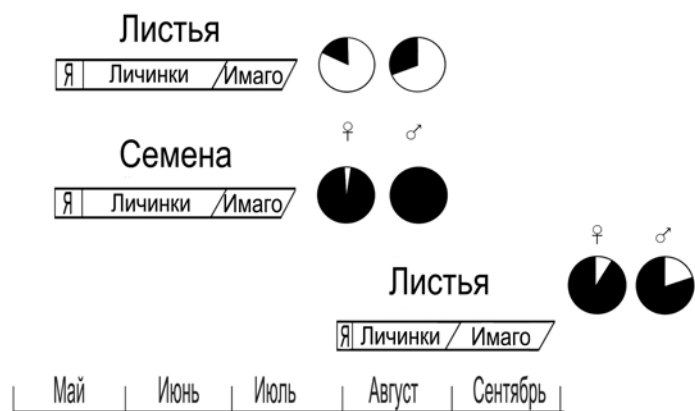 Листья
Я Личинки Имаго
♀ ♂
Семена
Я Личинки Имаго
♀ ♂
Листья
Я Личинки Имаго
Май Июнь Июль Август Сентябрь